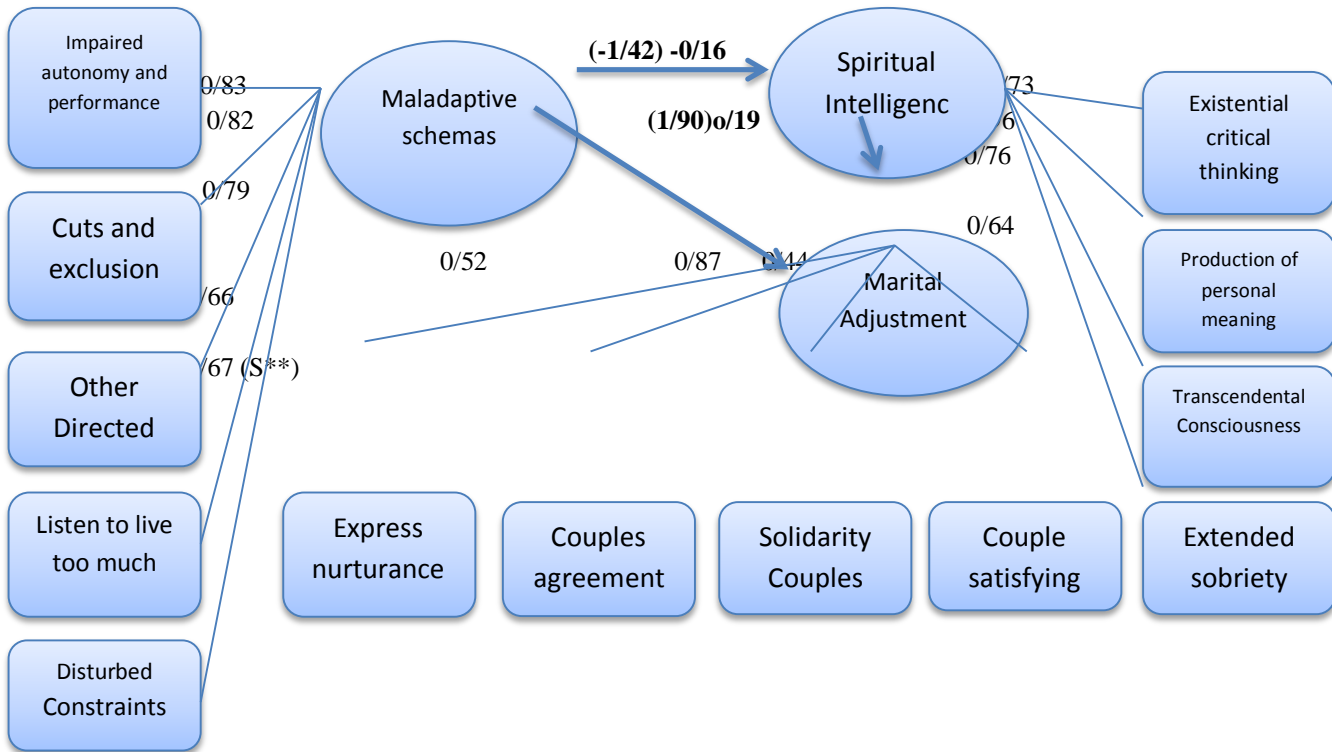 Impaired
autonomy and
performance
0/83
0/82
Maladaptive
schemas
(-1/42) -0/16
(1/90)o/19
Spiritual
Intelligenc
/73
6
0/76
Existential
critical
thinking
0/79
Cuts and
exclusion
0/52
0/87
0/44
0/64
Marital
Adjustment
Production of
personal
meaning
/66
/67 (S**)
Other
Directed
Transcendental
Consciousness
Listen to live
too much
Express
nurturance
Couples
agreement
Solidarity
Couples
Couple
satisfying
Extended
sobriety
Disturbed
Constraints